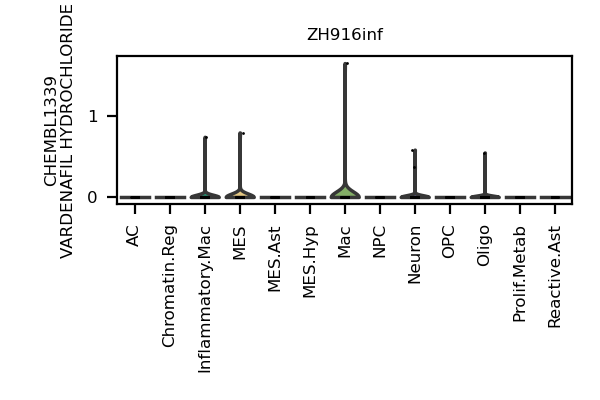 ZH916inf
CHEMBL1339
VARDENAFIL HYDROCHLORIDE
1
0
AC
Chromatin.Reg
Inflammatory.Mac
MES
MES.Ast
MES.Hyp
Mac
NPC
Neuron
OPC
Oligo
Prolif.Metab
Reactive.Ast